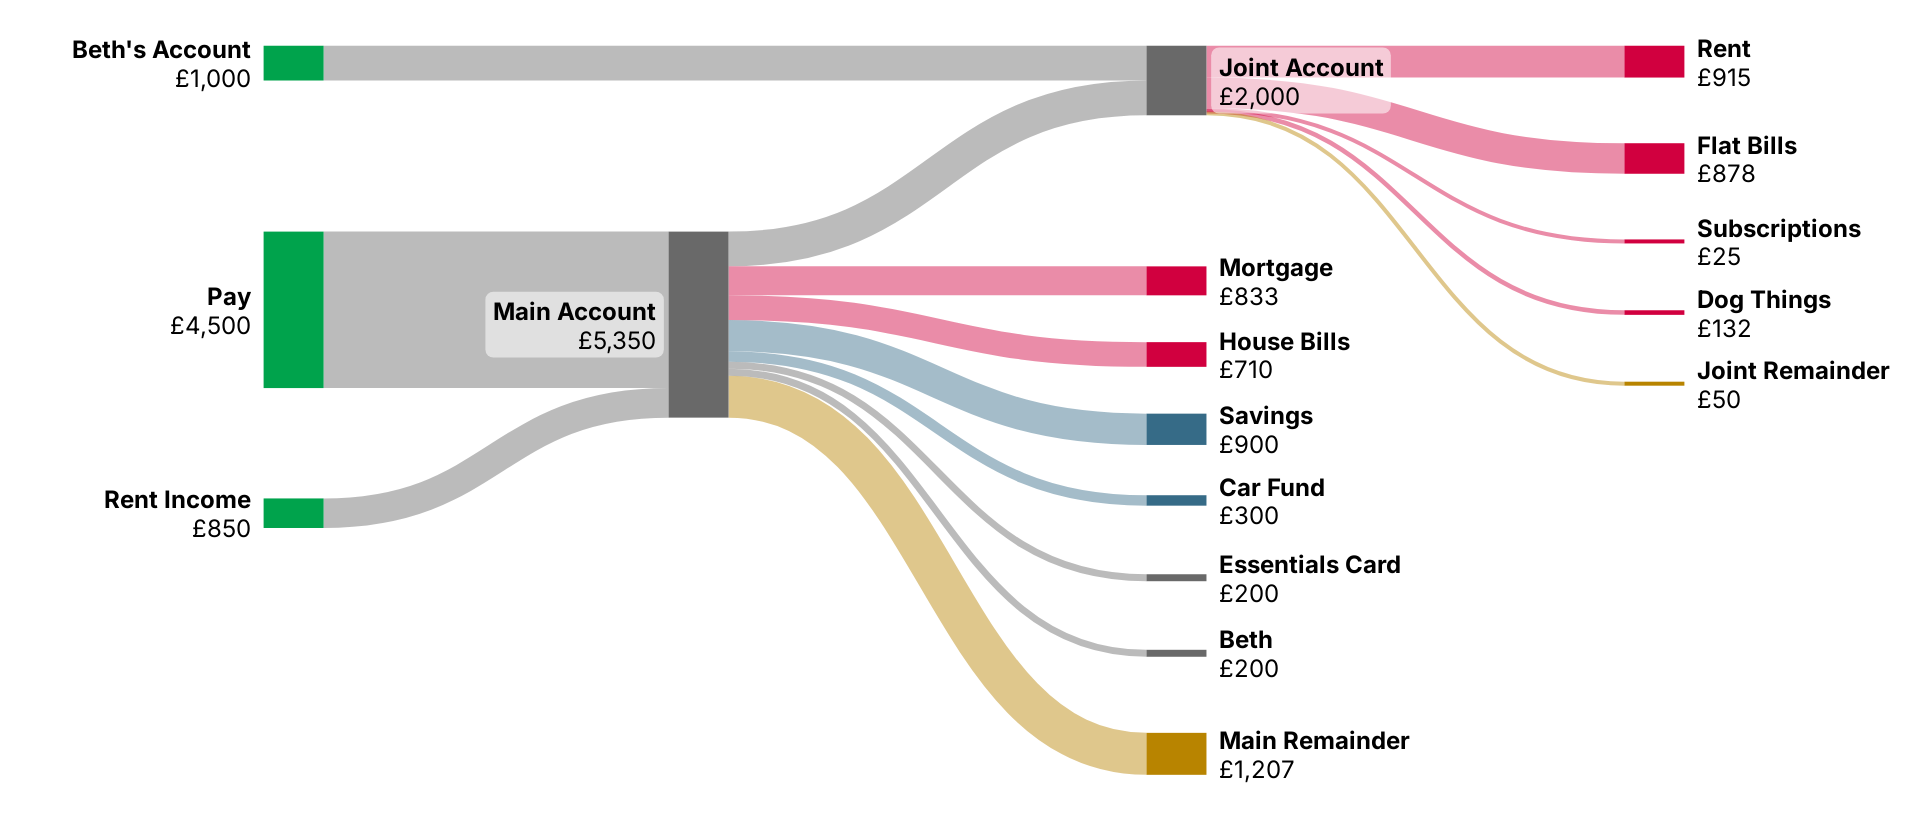 Beth's Account
£1,000
Pay
£4,500
Rent Income
£850
Main Account
£5,350
Joint Account
£2,000
Mortgage
£833
House Bills
£710
Savings
£900
Car Fund
£300
Essentials Card
£200
Beth
£200
Main Remainder
£1,207
Rent
£915
Flat Bills
£878
Subscriptions
£25
Dog Things
£132
Joint Remainder
£50